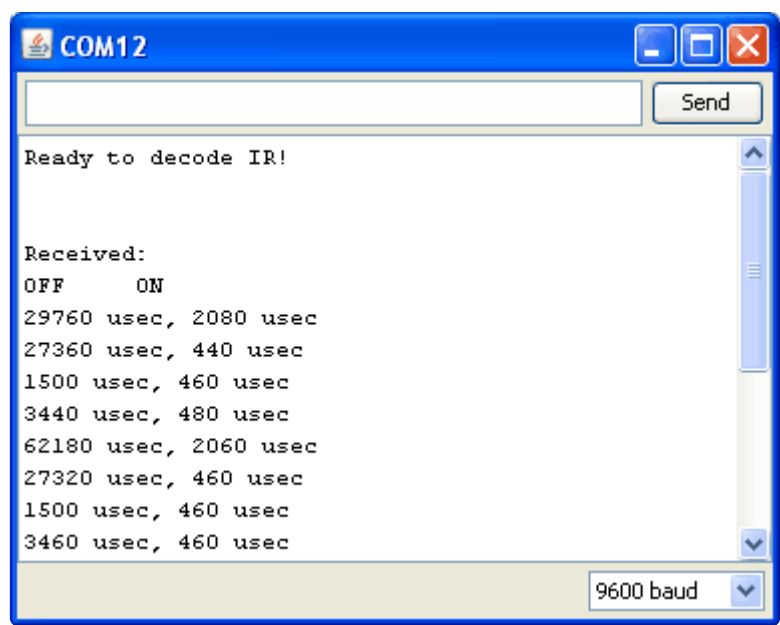 COM12
Send
Ready to decode IR!
Received:
OFF ON
29760 usec, 2080 usec
27360 usec, 440 usec
1500 usec, 460 usec
3440 usec, 480 usec
62180 usec, 2060 usec
27320 usec, 460 usec
1500 usec, 460 usec
3460 usec, 460 usec
9600 baud